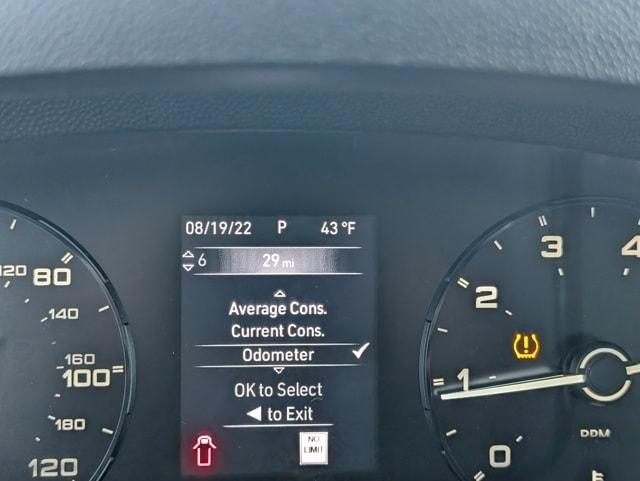 08/19/22 P 43 °F
6 29 mi
Average Cons.
Current Cons.
Odometer
OK to Select
◀ to Exit
NO
LIMIT
120 80
140
160
100
180
120
4
3
2
!
1
0